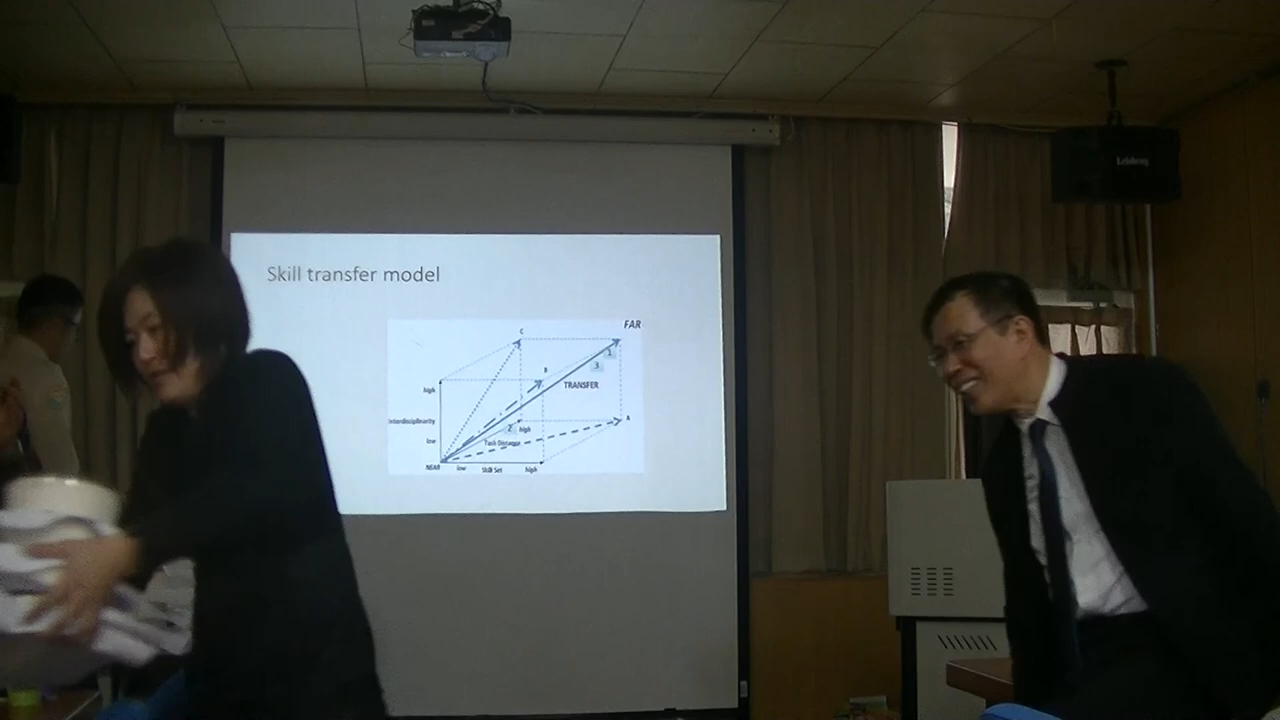 Skill transfer model
FAR
C
1
B
3
TRANSFER
high
Interdisciplinarity
A
2
high
low
Task Distance
NEAR
low
Skill Set
high